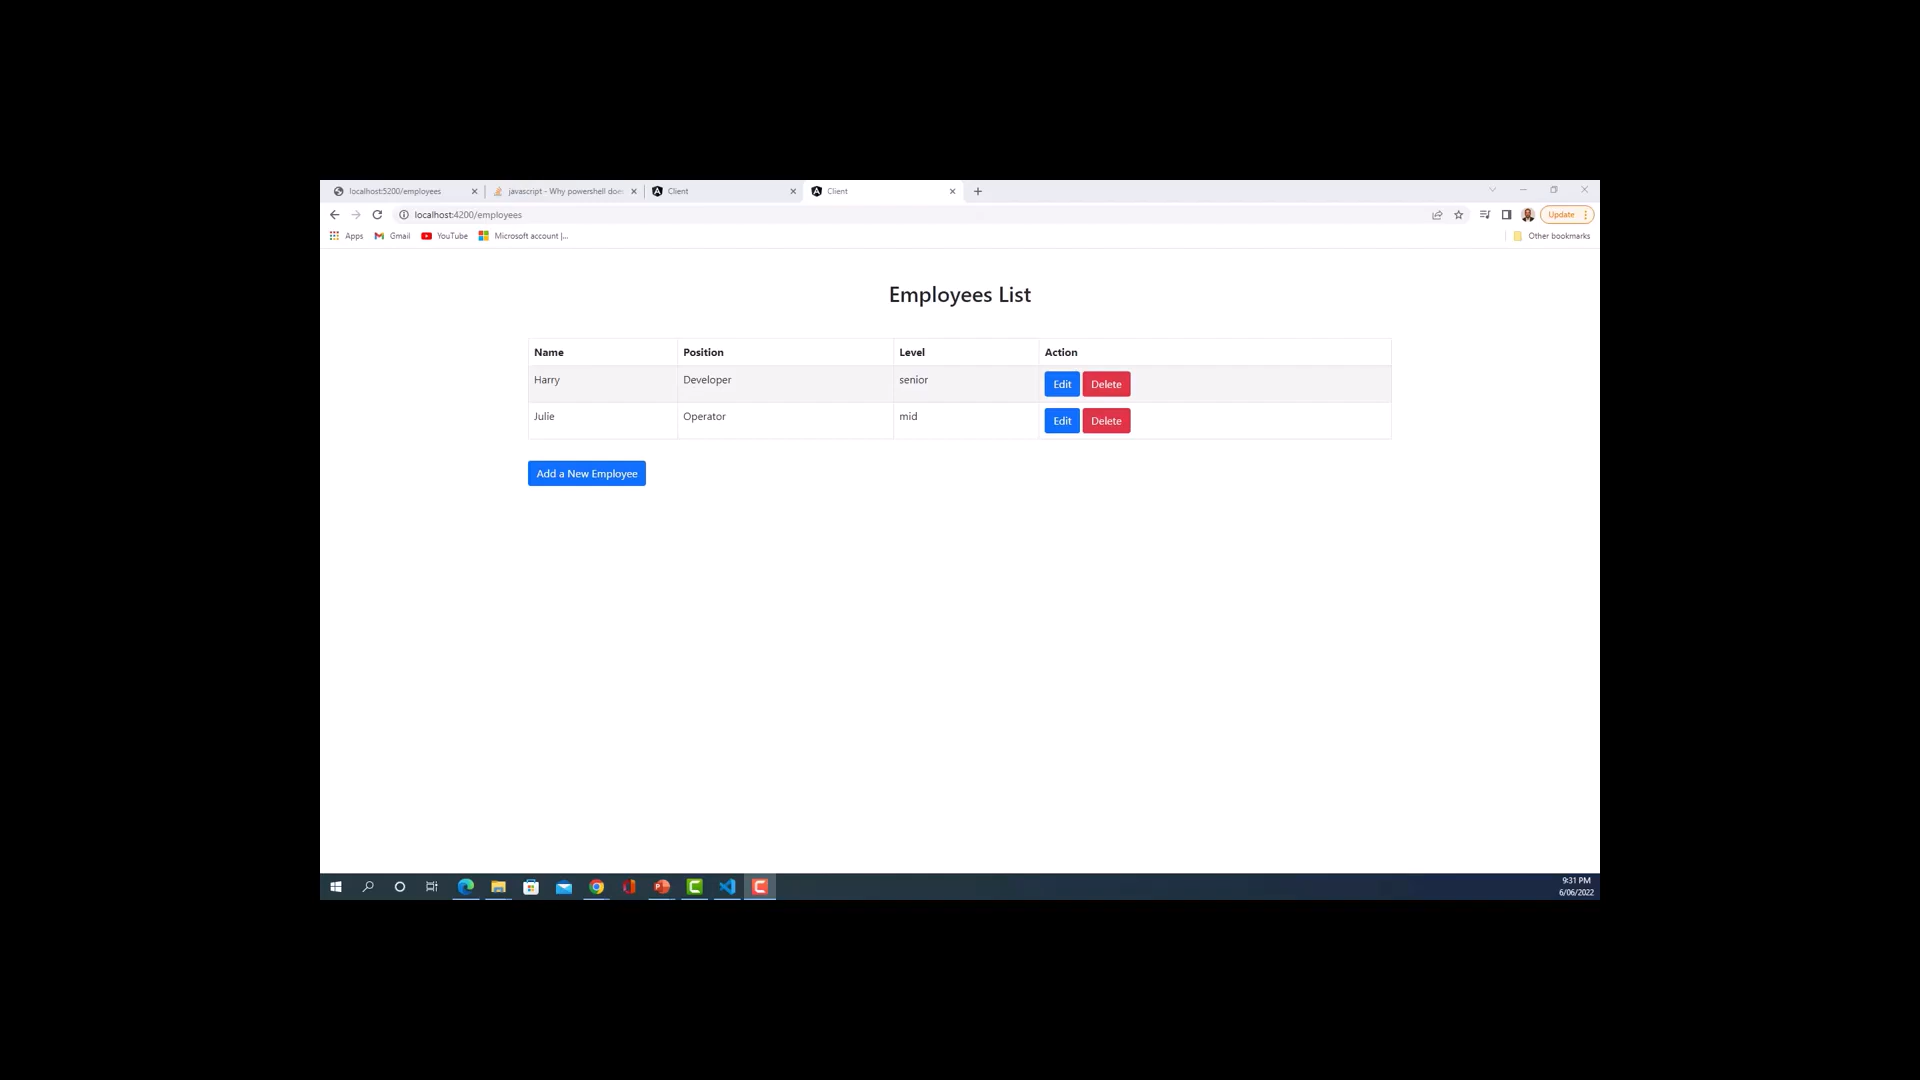 localhost:5200/employees
javascript - Why powershell does
Client
Client
localhost:4200/employees
Update
Apps
Gmail
YouTube
Microsoft account |...
Other bookmarks
Employees List
Name Position Level Action
Harry Developer senior Edit Delete
Julie Operator mid Edit Delete
Add a New Employee
9:31 PM
6/06/2022